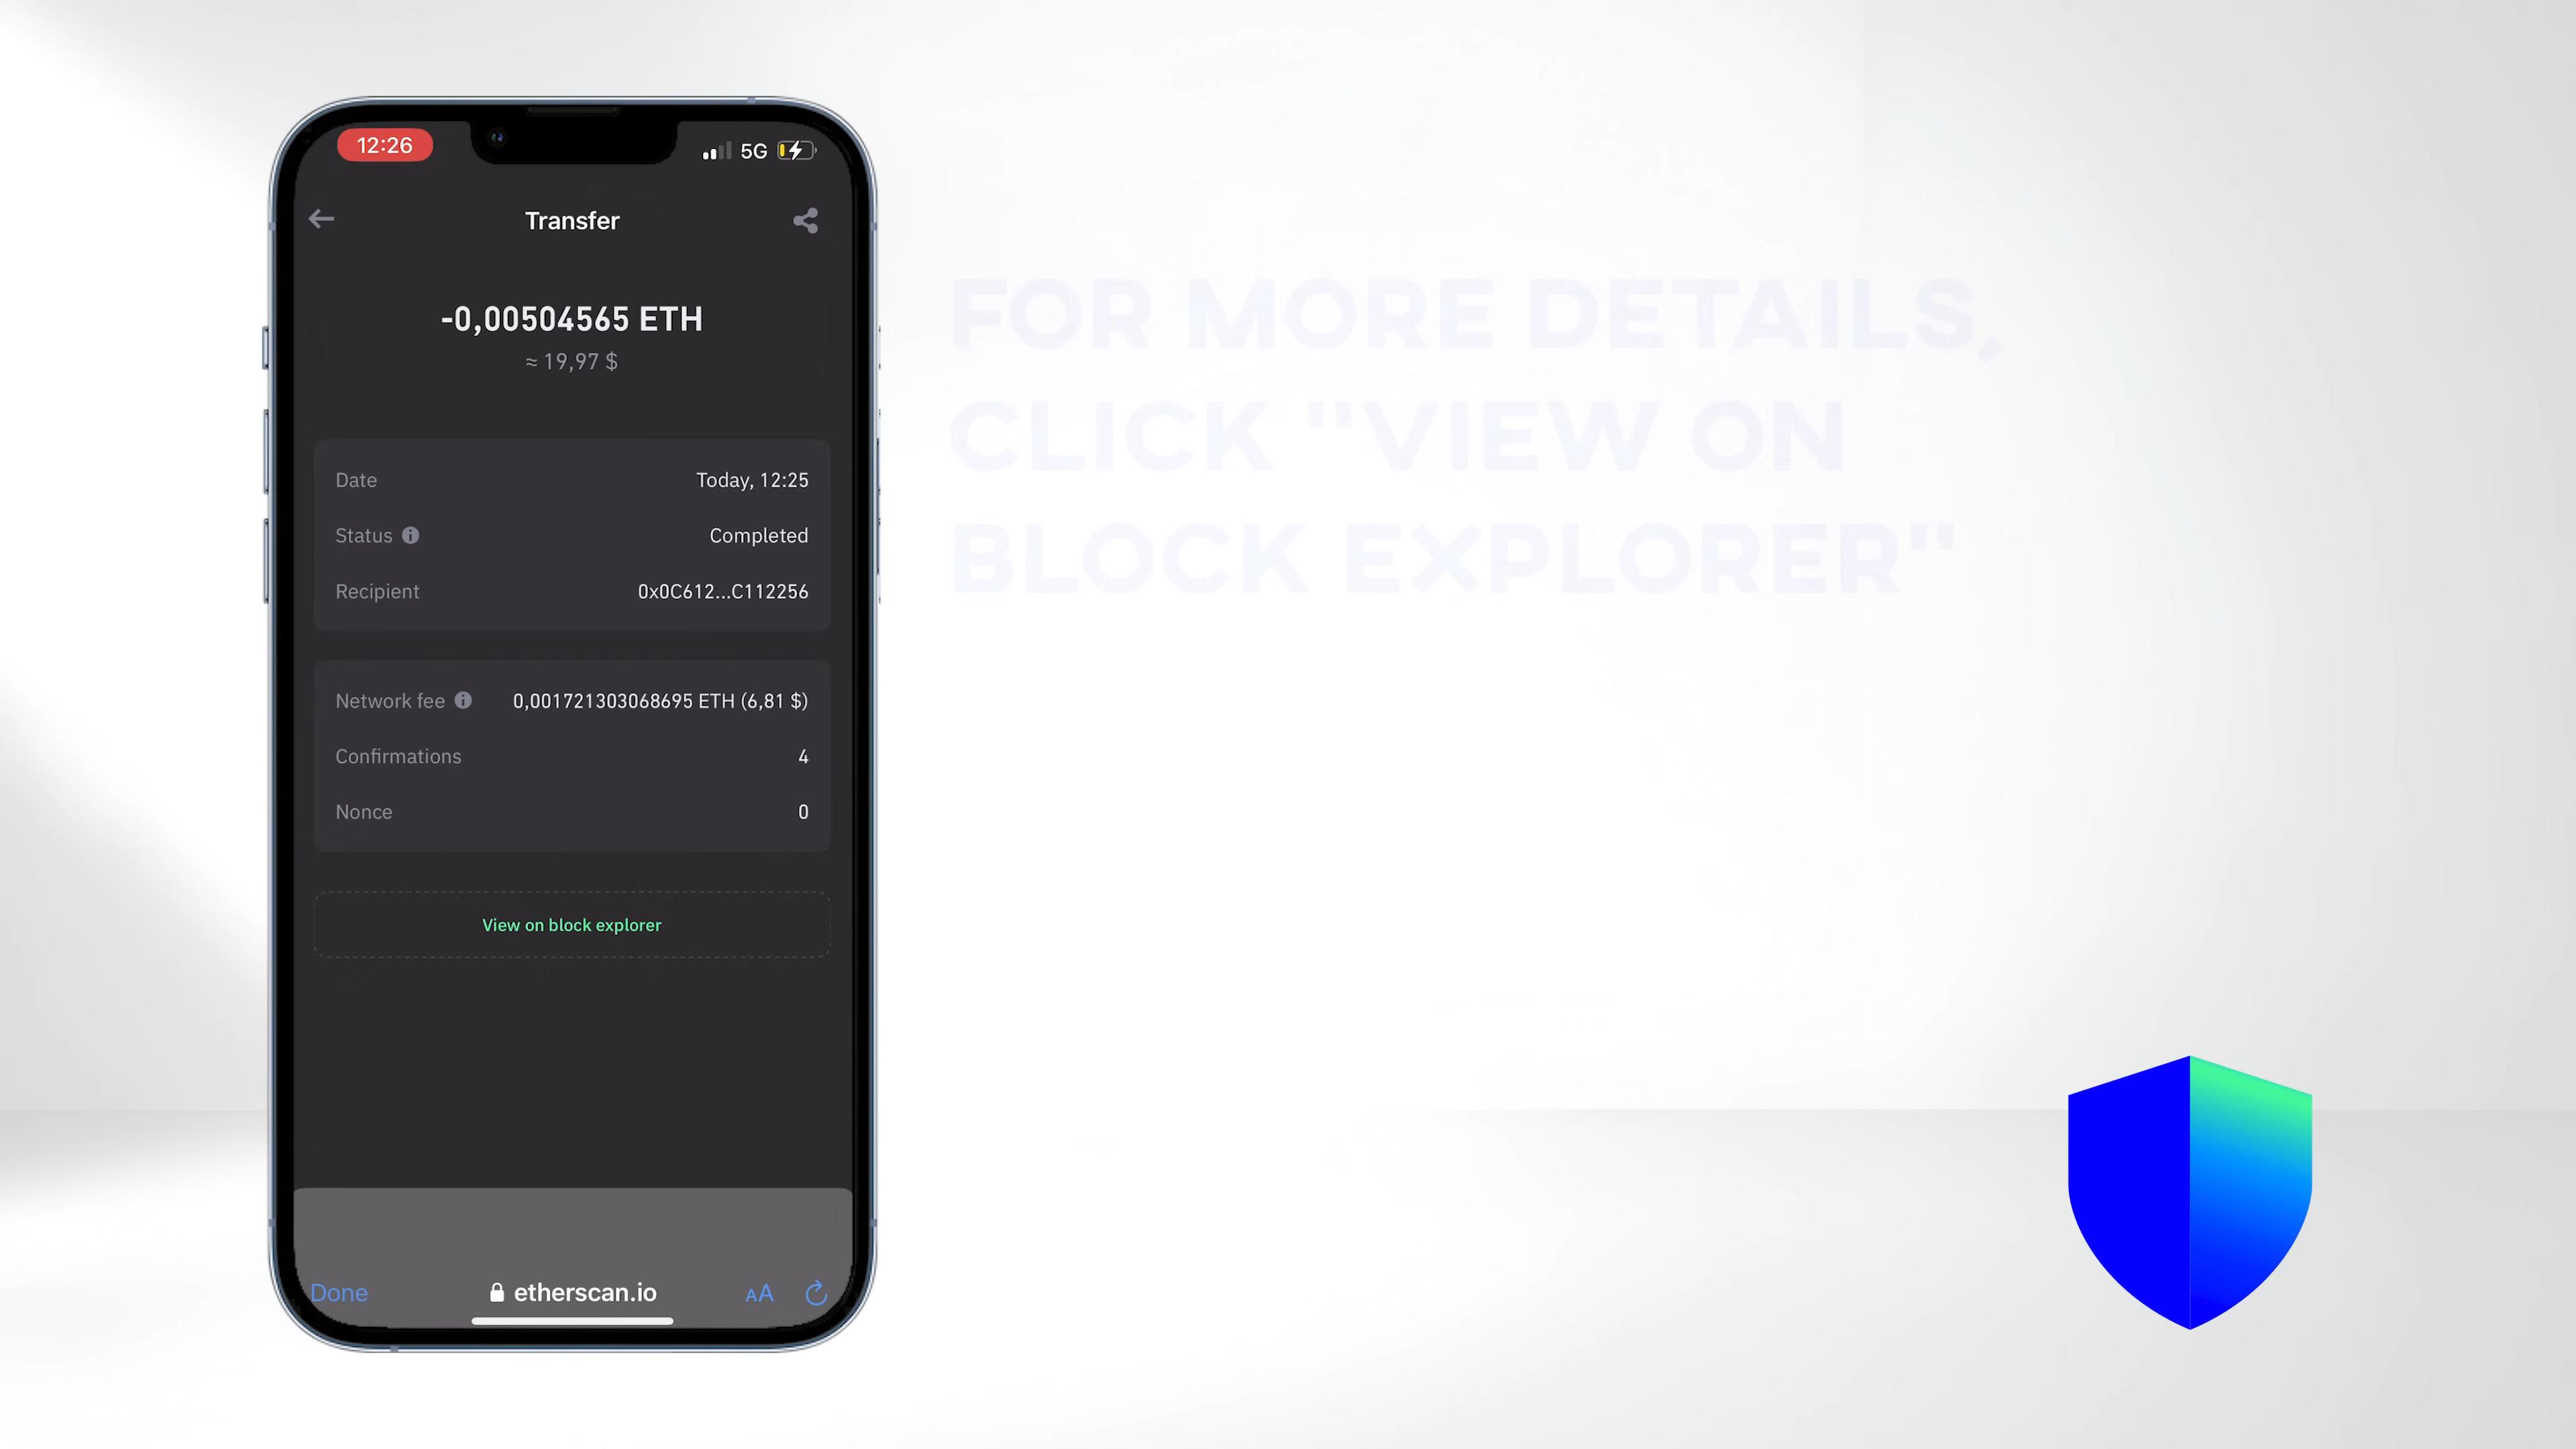 12:26
5G
Transfer
-0,00504565 ETH
≈ 19,97 $
Date Today, 12:25
Status Completed
Recipient 0x0C612...C112256
Network fee 0,001721303068695 ETH (6,81 $)
Confirmations 4
Nonce 0
View on block explorer
Done etherscan.io AA
FOR MORE DETAILS,
CLICK "VIEW ON
BLOCK EXPLORER"